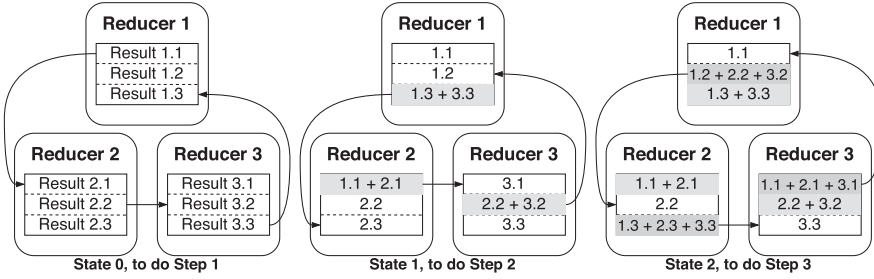 Reducer 1
Result 1.1
Result 1.2
Result 1.3
Reducer 2
Result 2.1
Result 2.2
Result 2.3
Reducer 3
Result 3.1
Result 3.2
Result 3.3
State 0, to do Step 1
Reducer 1
1.1
1.2
1.3 + 3.3
Reducer 2
1.1 + 2.1
2.2
2.3
Reducer 3
3.1
2.2 + 3.2
3.3
State 1, to do Step 2
Reducer 1
1.1
1.2 + 2.2 + 3.2
1.3 + 3.3
Reducer 2
1.1 + 2.1
2.2
1.3 + 2.3 + 3.3
Reducer 3
1.1 + 2.1 + 3.1
2.2 + 3.2
3.3
State 2, to do Step 3